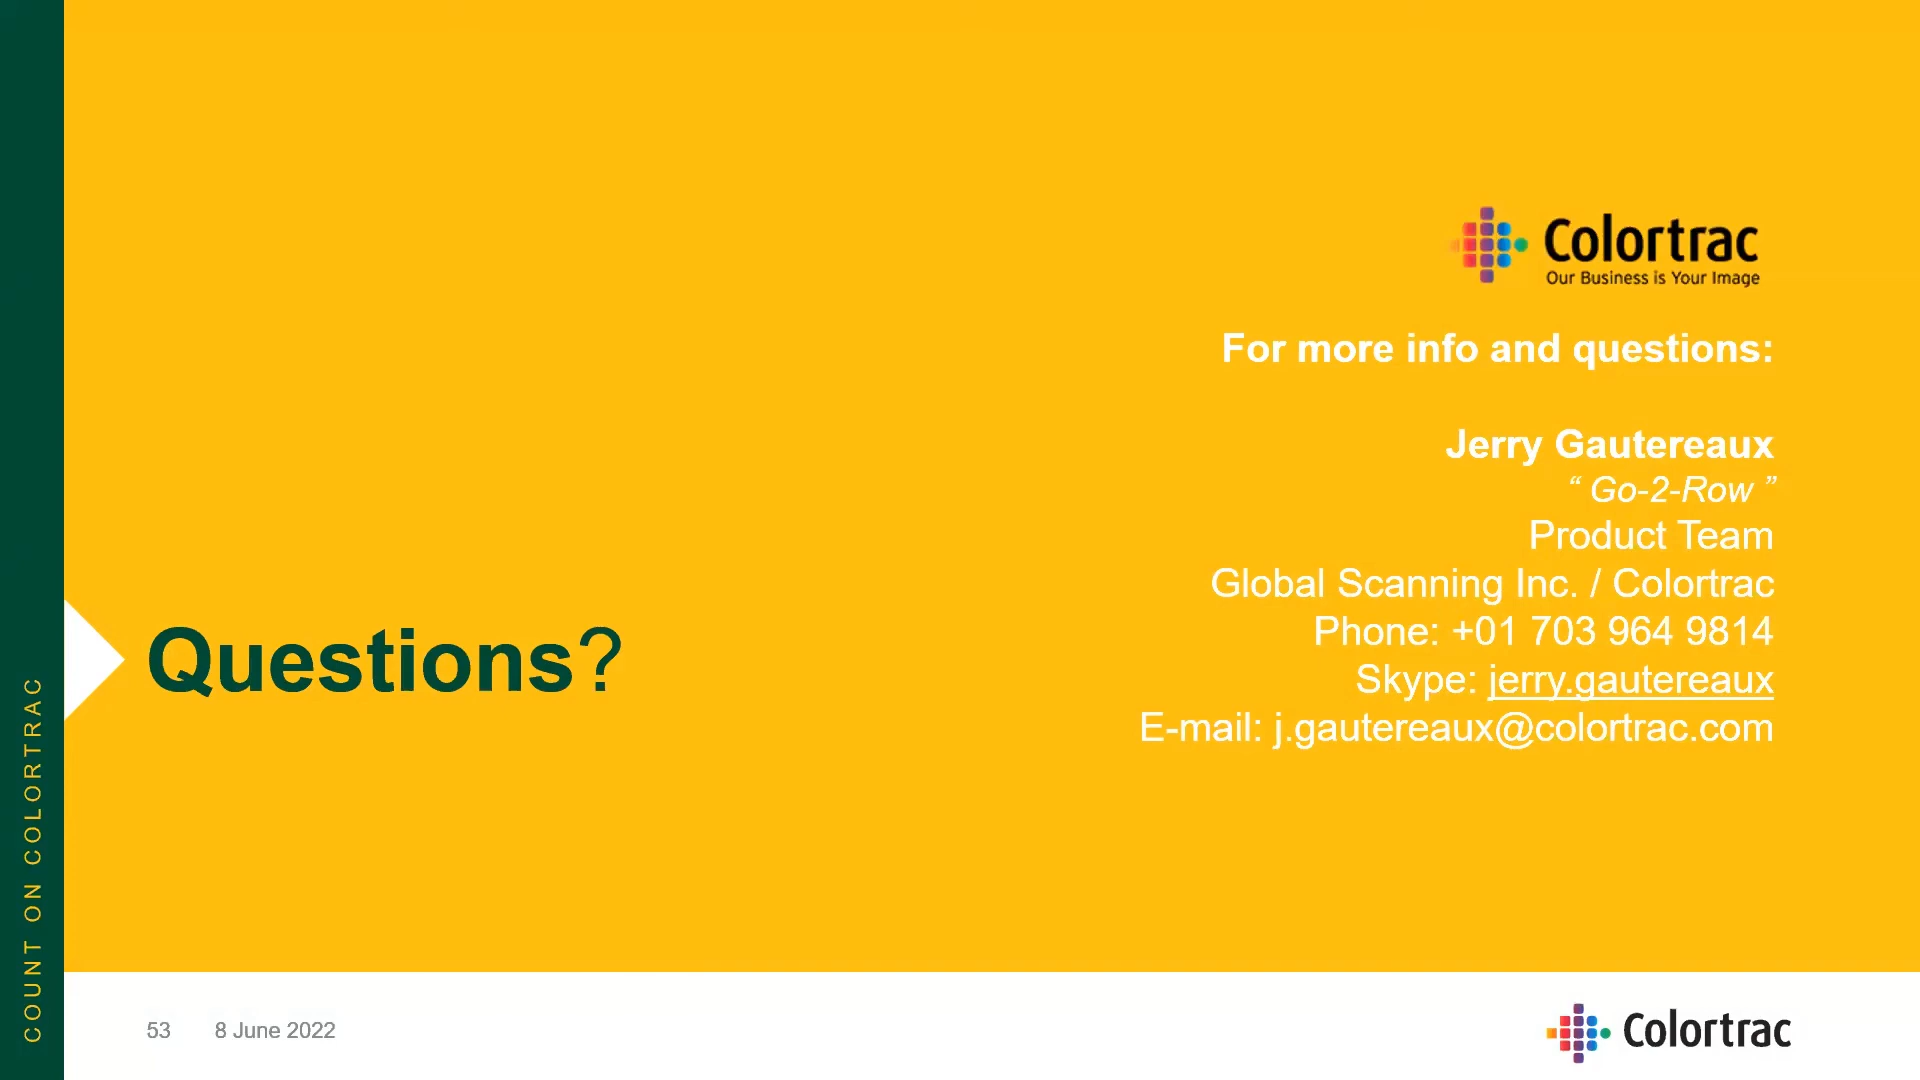 Colortrac
Our Business is Your Image
For more info and questions:
Jerry Gautereaux
“ Go-2-Row ”
Product Team
Global Scanning Inc. / Colortrac
Phone: +01 703 964 9814
Skype: jerry.gautereaux
E-mail: j.gautereaux@colortrac.com
Questions?
COUNT ON COLORTRAC
53 8 June 2022
Colortrac